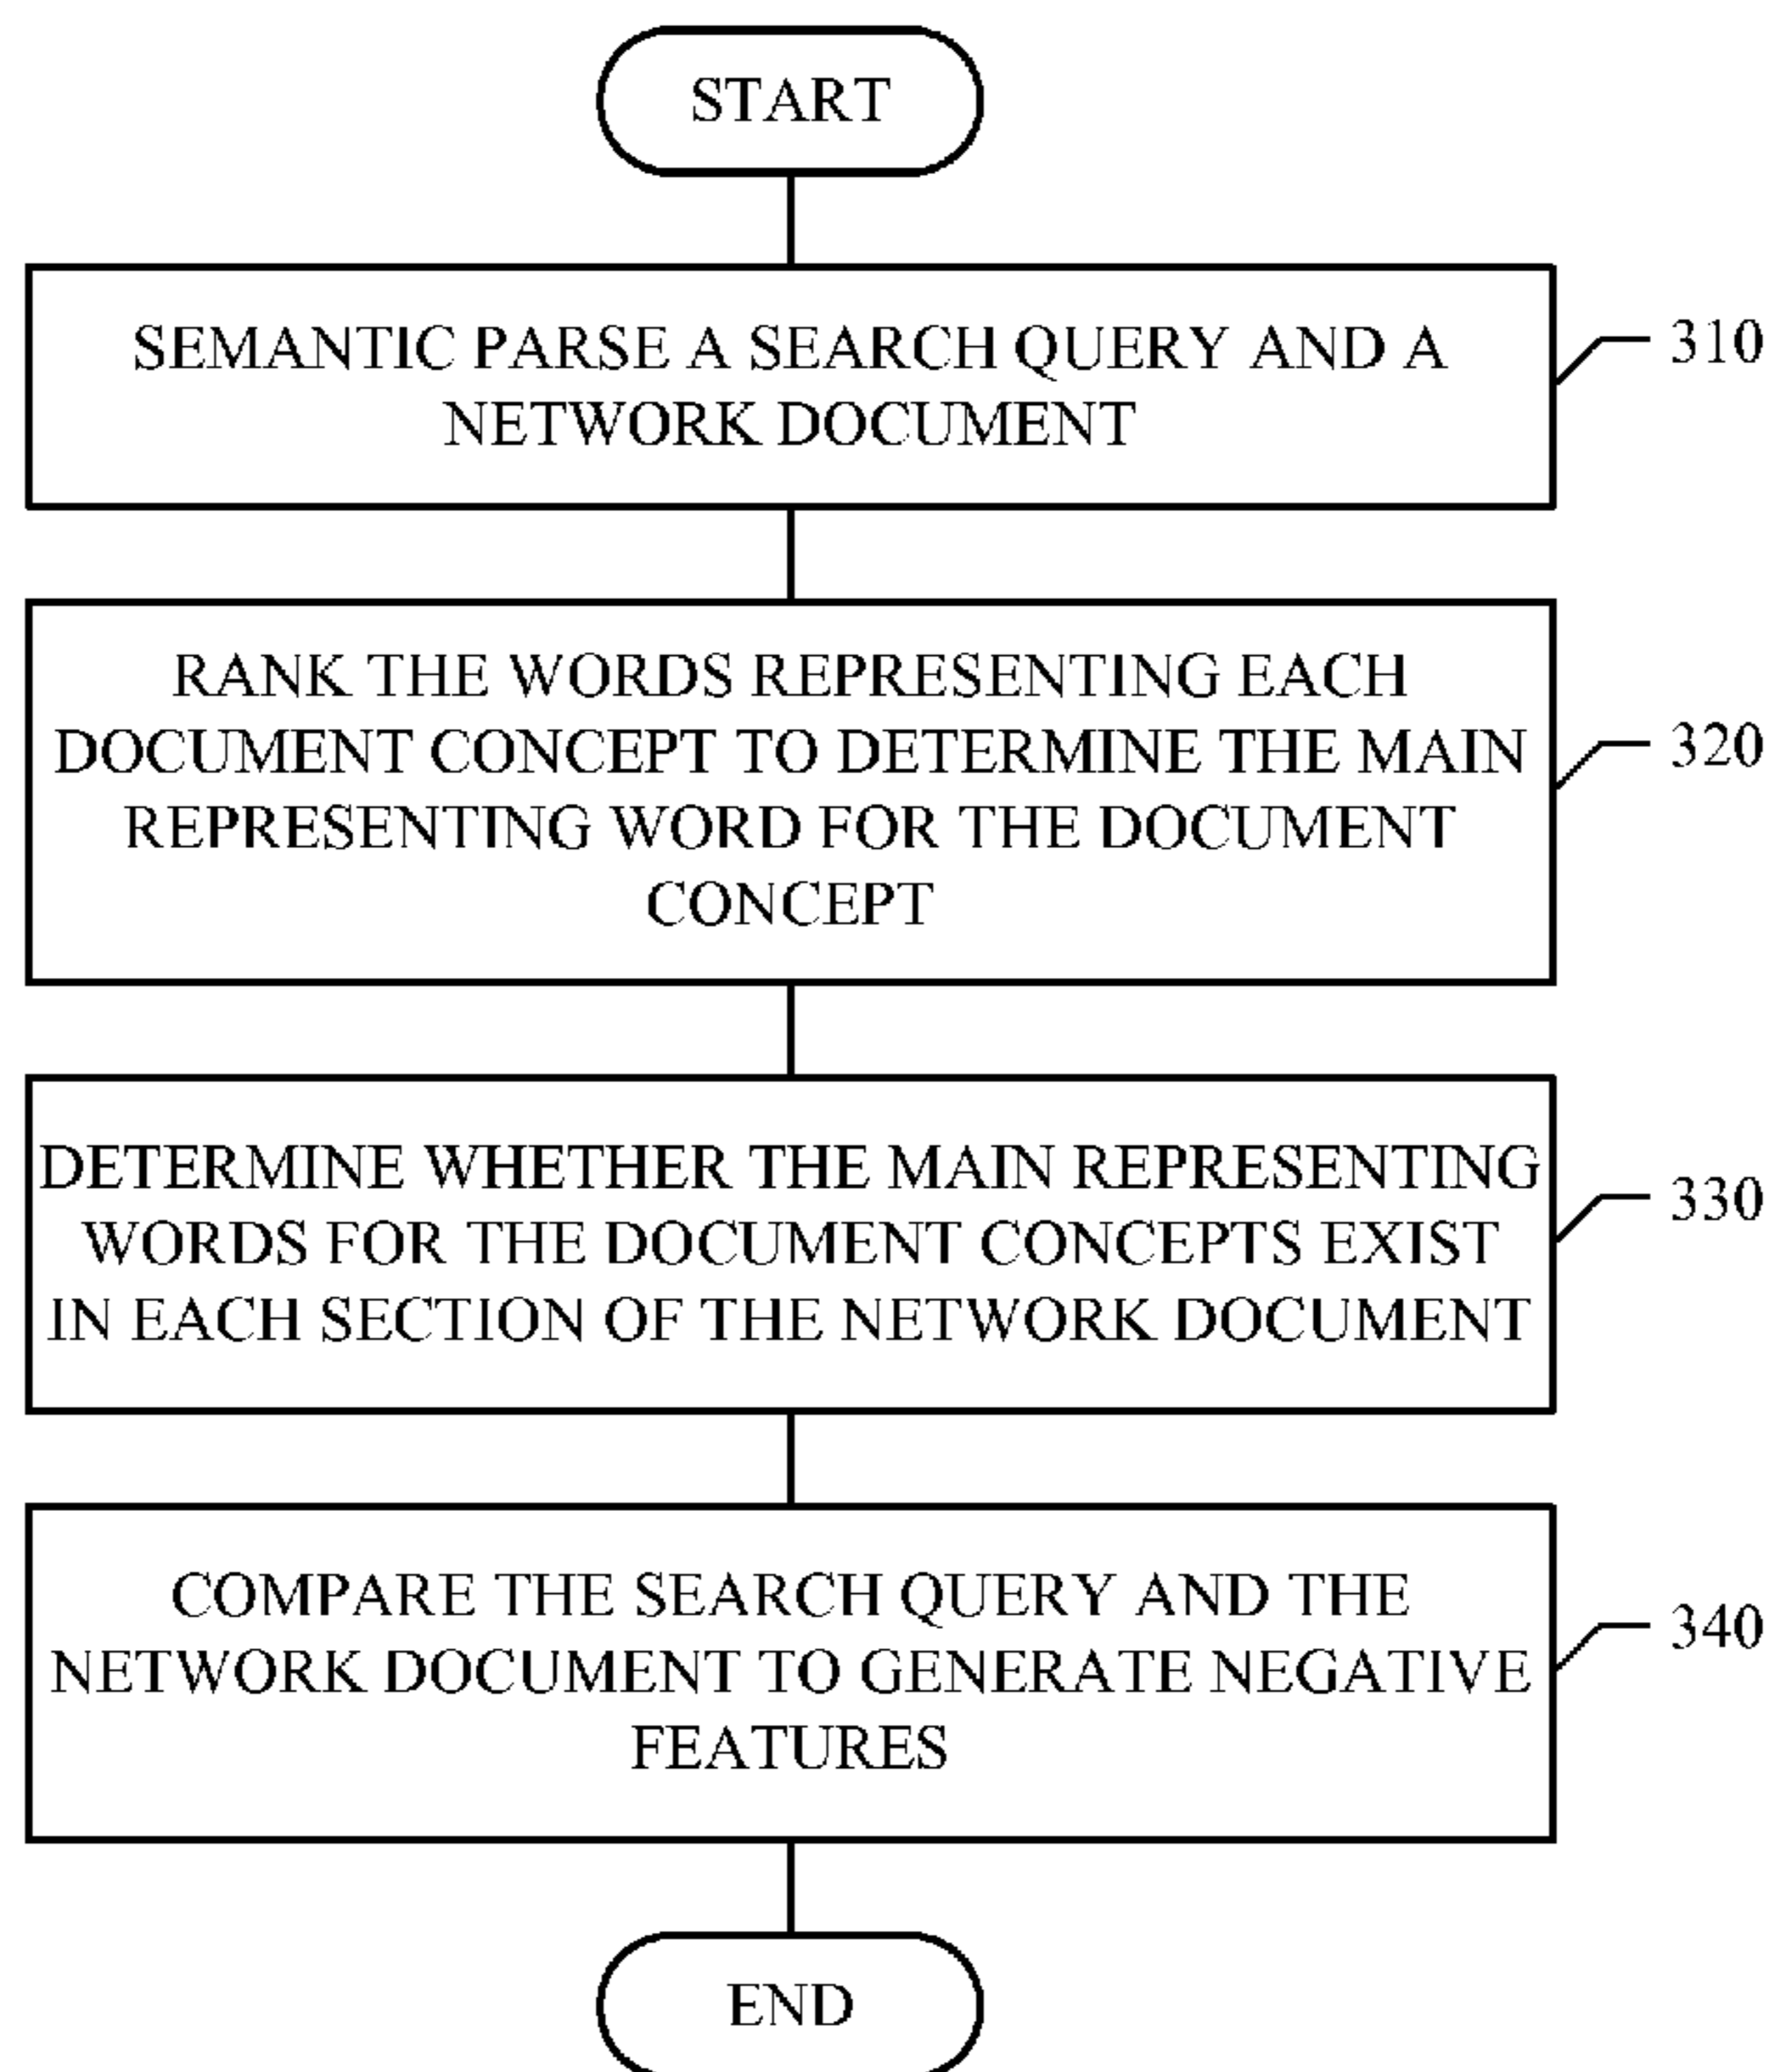 START
SEMANTIC PARSE A SEARCH QUERY AND A
NETWORK DOCUMENT
310
RANK THE WORDS REPRESENTING EACH
DOCUMENT CONCEPT TO DETERMINE THE MAIN
REPRESENTING WORD FOR THE DOCUMENT
CONCEPT
320
DETERMINE WHETHER THE MAIN REPRESENTING
WORDS FOR THE DOCUMENT CONCEPTS EXIST
IN EACH SECTION OF THE NETWORK DOCUMENT
330
COMPARE THE SEARCH QUERY AND THE
NETWORK DOCUMENT TO GENERATE NEGATIVE
FEATURES
340
END